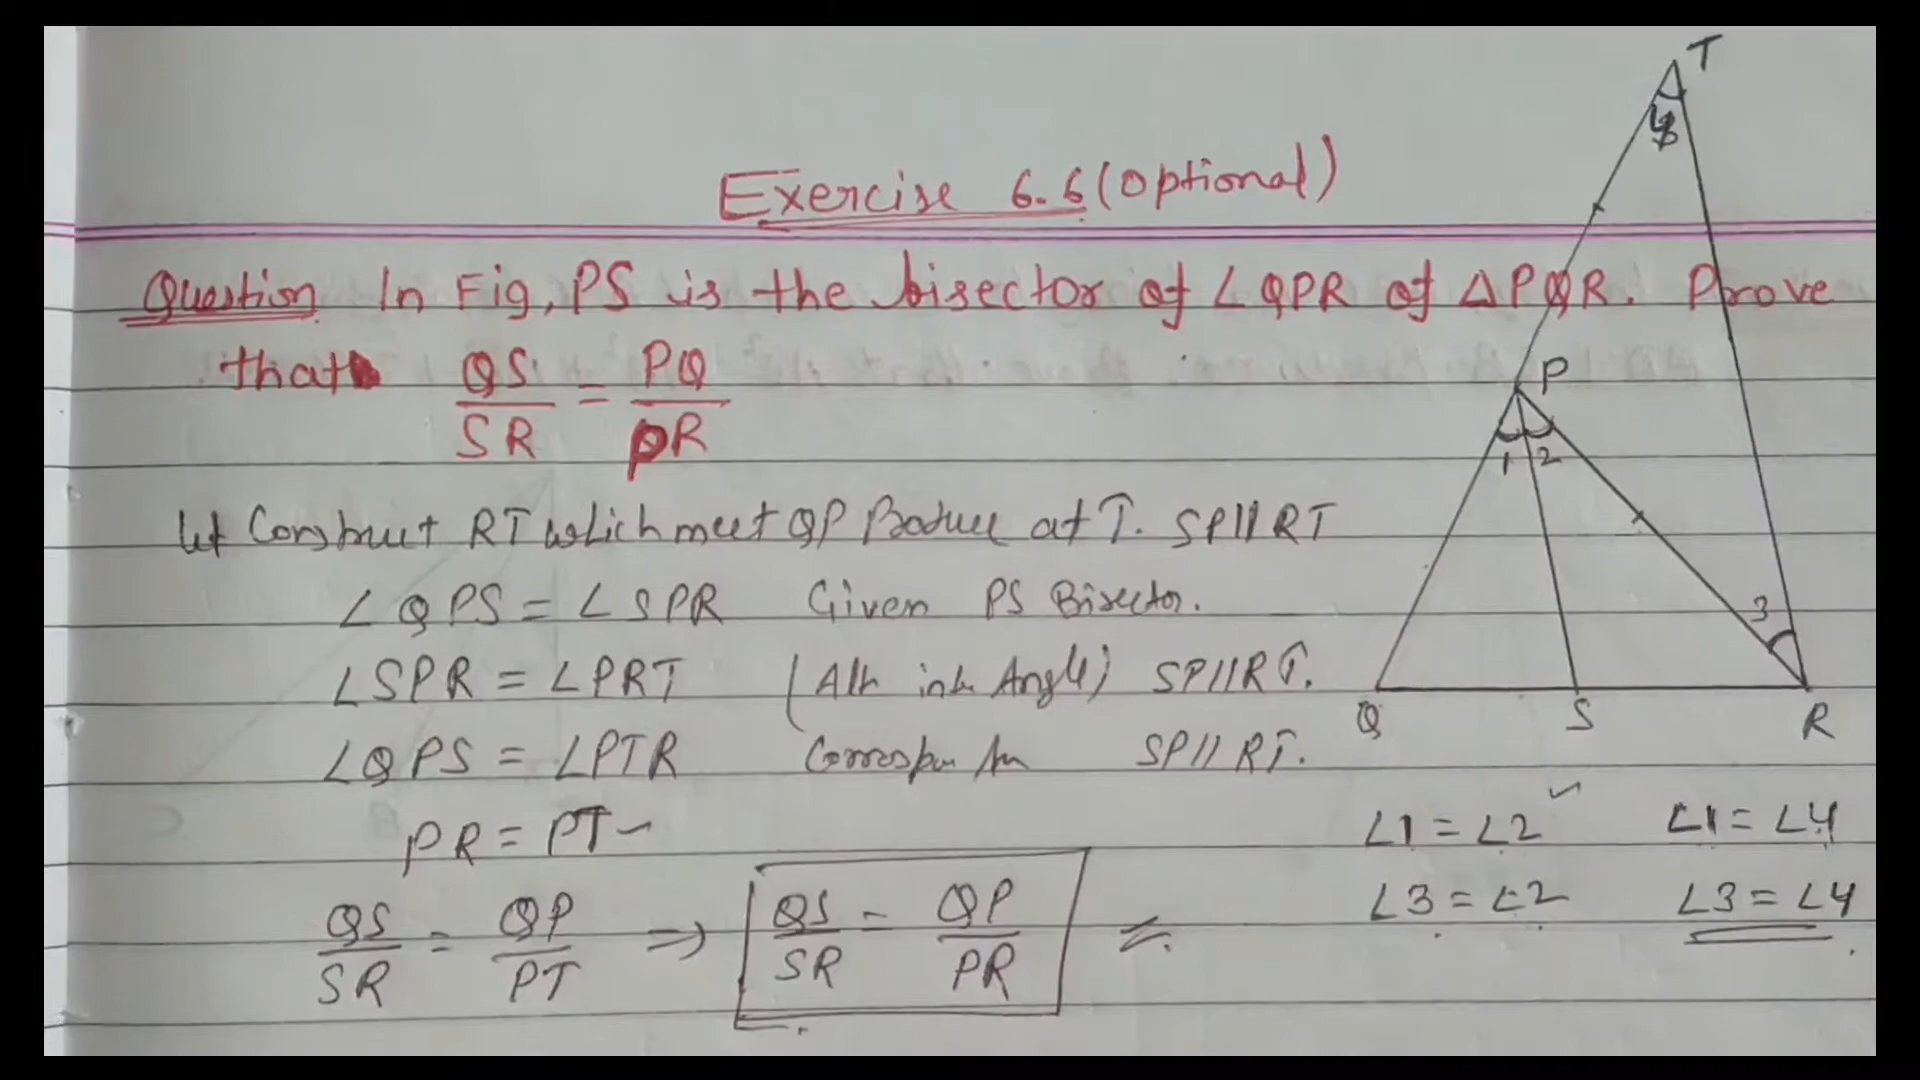 Exercise 6.6 (Optional)
Question In Fig, PS is the bisector of ∠QPR of ΔPQR. Prove
that QS/SR = PQ/PR
let Construct RT which meet QP at T. SP||RT
∠QPS = ∠SPR Given PS Bisector.
∠SPR = ∠PRT (Alt int Angle) SP||RT.
∠QPS = ∠PTR SP||RT.
PR = PT
QS/SR = QP/PT ⇒ QS/SR = QP/PR
T
4
P
1 2
3
Q S R
∠1 = ∠2 ✓ ∠1 = ∠4
∠3 = ∠2 ∠3 = ∠4